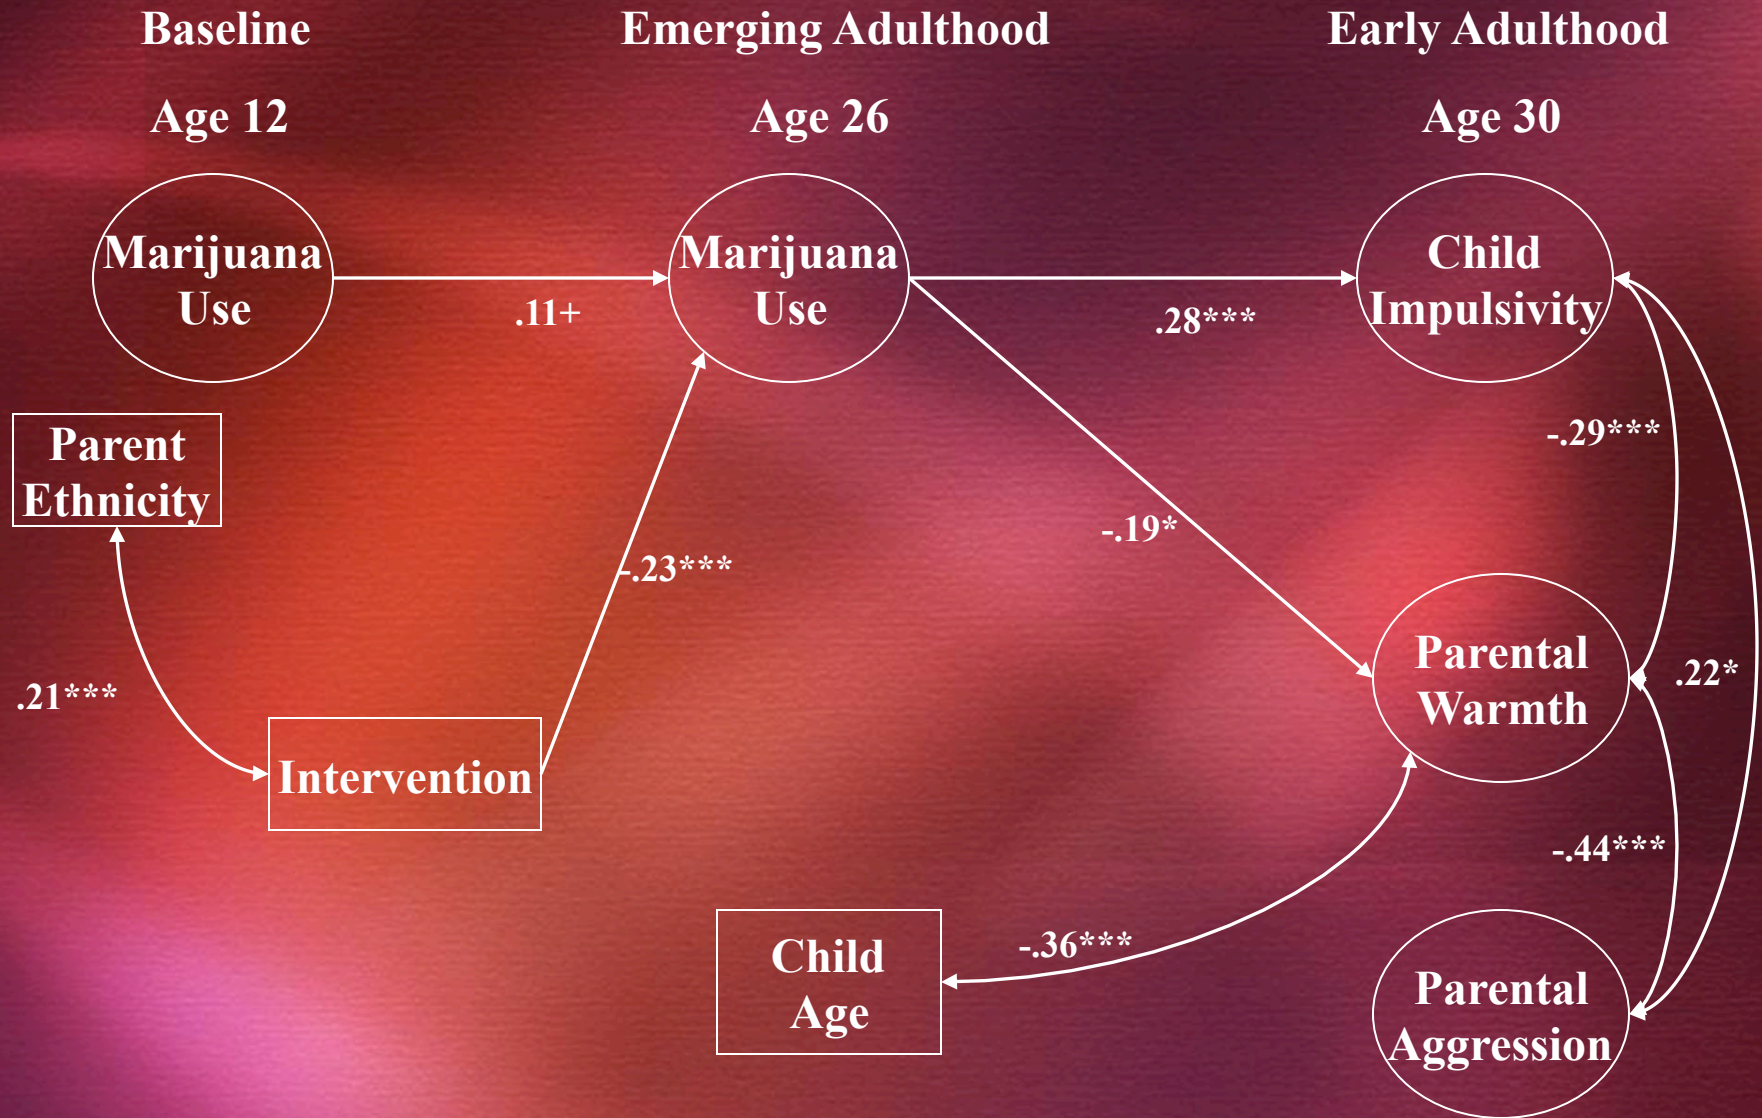 Baseline
Emerging Adulthood
Early Adulthood
Age 12
Age 26
Age 30
Marijuana
Use
Marijuana
Use
Child
Impulsivity
.11+
.28***
Parent
Ethnicity
-.29***
-.19*
-.23***
.21***
Parental
Warmth
.22*
Intervention
-.44***
-.36***
Child
Age
Parental
Aggression